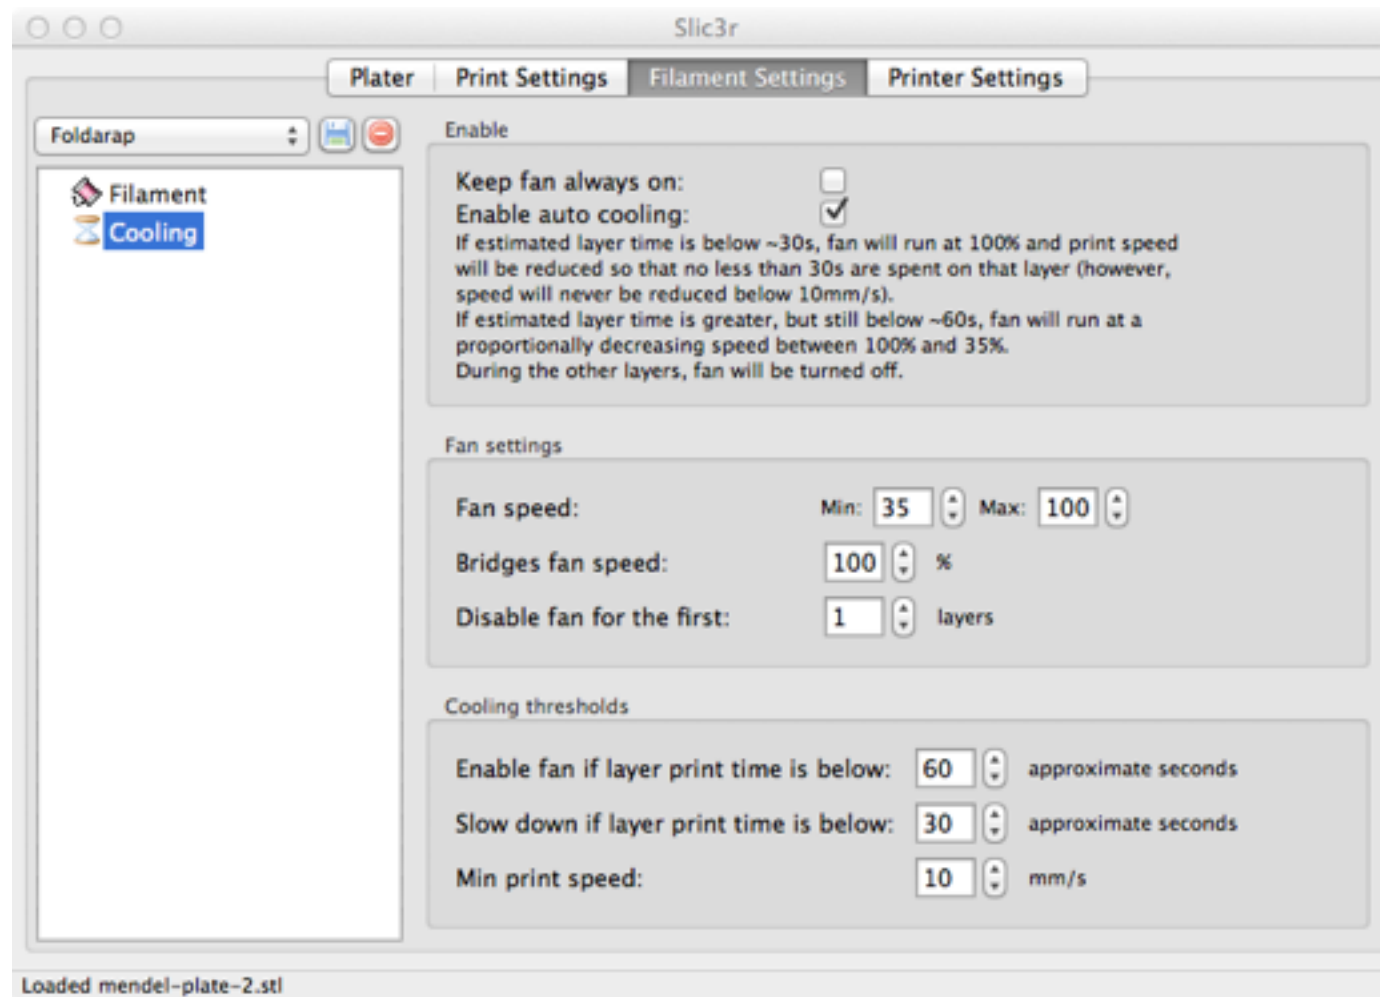 Slic3r
Plater Print Settings Filament Settings Printer Settings
Foldarap
Filament
Cooling
Enable
Keep fan always on:
Enable auto cooling:
If estimated layer time is below ~30s, fan will run at 100% and print speed
will be reduced so that no less than 30s are spent on that layer (however,
speed will never be reduced below 10mm/s).
If estimated layer time is greater, but still below ~60s, fan will run at a
proportionally decreasing speed between 100% and 35%.
During the other layers, fan will be turned off.
Fan settings
Fan speed: Min: 35 Max: 100
Bridges fan speed: 100 %
Disable fan for the first: 1 layers
Cooling thresholds
Enable fan if layer print time is below: 60 approximate seconds
Slow down if layer print time is below: 30 approximate seconds
Min print speed: 10 mm/s
Loaded mendel-plate-2.stl